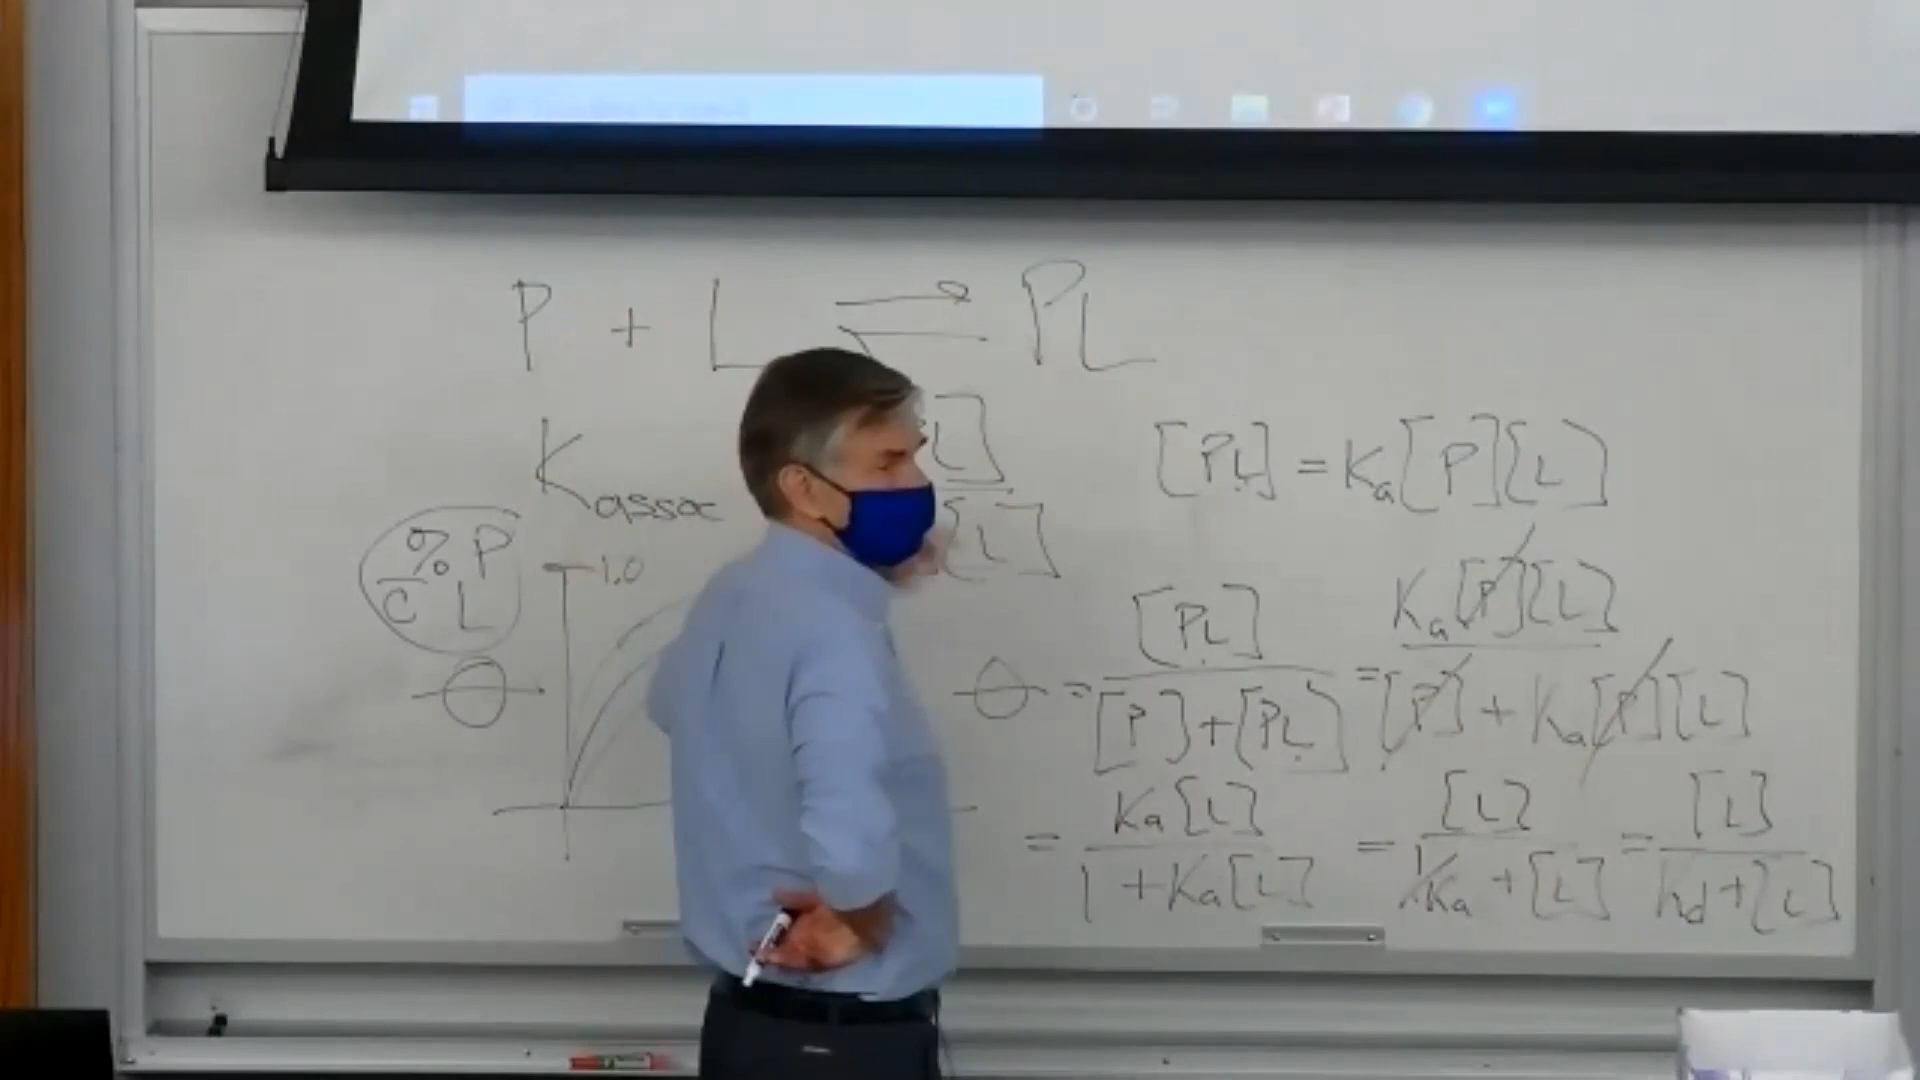 P + L ⇌ PL
Kassoc
L]
[L]
[PL] = Ka[P][L]
% P
c L
1.0
θ
θ = [PL] / [P]+[PL] = Ka[P][L] / [P] + Ka[P][L]
= Ka[L] / 1 + Ka[L] = [L] / 1/Ka + [L] = [L] / kd + [L]